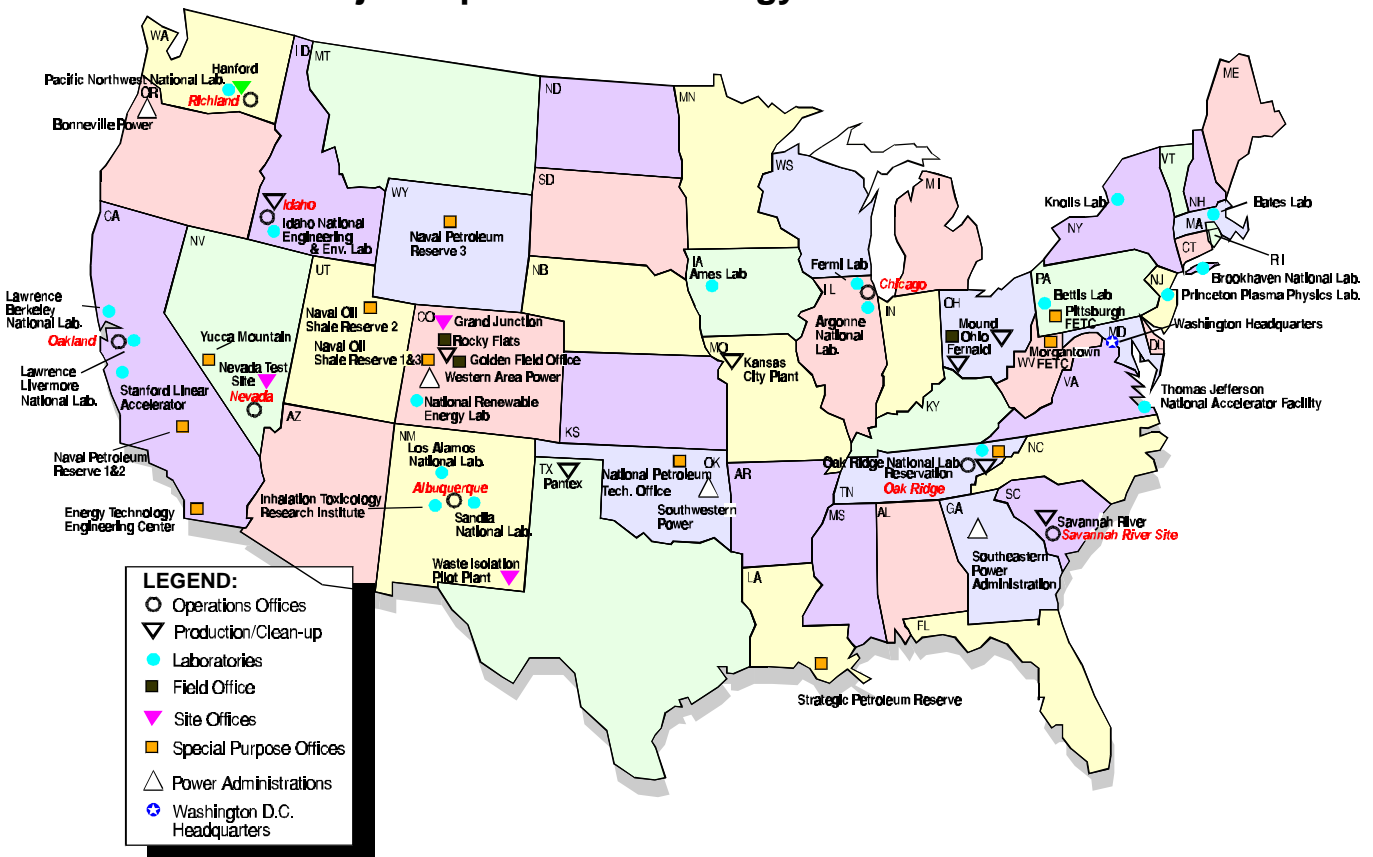 WA
Hanford
Pacific Northwest National Lab.
Richland
OR
Bonneville Power
ID
MT
ND
MN
ME
WS
MI
VT
NH
Bates Lab
MA
CT
RI
Knolls Lab
NY
Brookhaven National Lab.
NJ
Princeton Plasma Physics Lab.
Washington Headquarters
WY
SD
Idaho
Idaho National
Engineering
& Env. Lab
Naval Petroleum
Reserve 3
CA
NV
UT
NB
IA
Ames Lab
Fermi Lab
Chicago
IL
IN
Argonne
National
Lab.
OH
Mound
Ohio
Fernald
PA
Bettis Lab
Pittsburgh
FETC
Morgantown
FETC
WV
MD
DL
VA
Thomas Jefferson
National Accelerator Facility
Lawrence
Berkeley
National Lab.
Oakland
Lawrence
Livermore
National Lab.
Stanford Linear
Accelerator
Yucca Mountain
Nevada Test
Site
Nevada
Naval Oil
Shale Reserve 2
Naval Oil
Shale Reserve 1&3
CO
Grand Junction
Rocky Flats
Golden Field Office
Western Area Power
National Renewable
Energy Lab
MO
Kansas
City Plant
KS
KY
NC
Naval Petroleum
Reserve 1&2
Energy Technology
Engineering Center
AZ
NM
Los Alamos
National Lab.
Albuquerque
Inhalation Toxicology
Research Institute
Sandia
National Lab.
Waste Isolation
Pilot Plant
TX
Pantex
National Petroleum
Tech. Office
OK
Southwestern
Power
AR
TN
Oak Ridge National Lab
Reservation
Oak Ridge
MS
AL
GA
SC
Savannah River
Savannah River Site
Southeastern
Power
Administration
LA
FL
Strategic Petroleum Reserve
LEGEND:
Operations Offices
Production/Clean-up
Laboratories
Field Office
Site Offices
Special Purpose Offices
Power Administrations
Washington D.C.
Headquarters